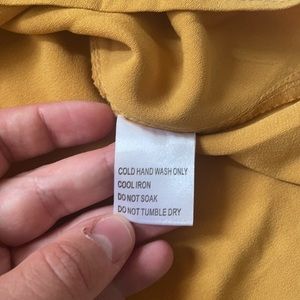 COLD HAND WASH ONLY
COOL IRON
DO NOT SOAK
DO NOT TUMBLE DRY